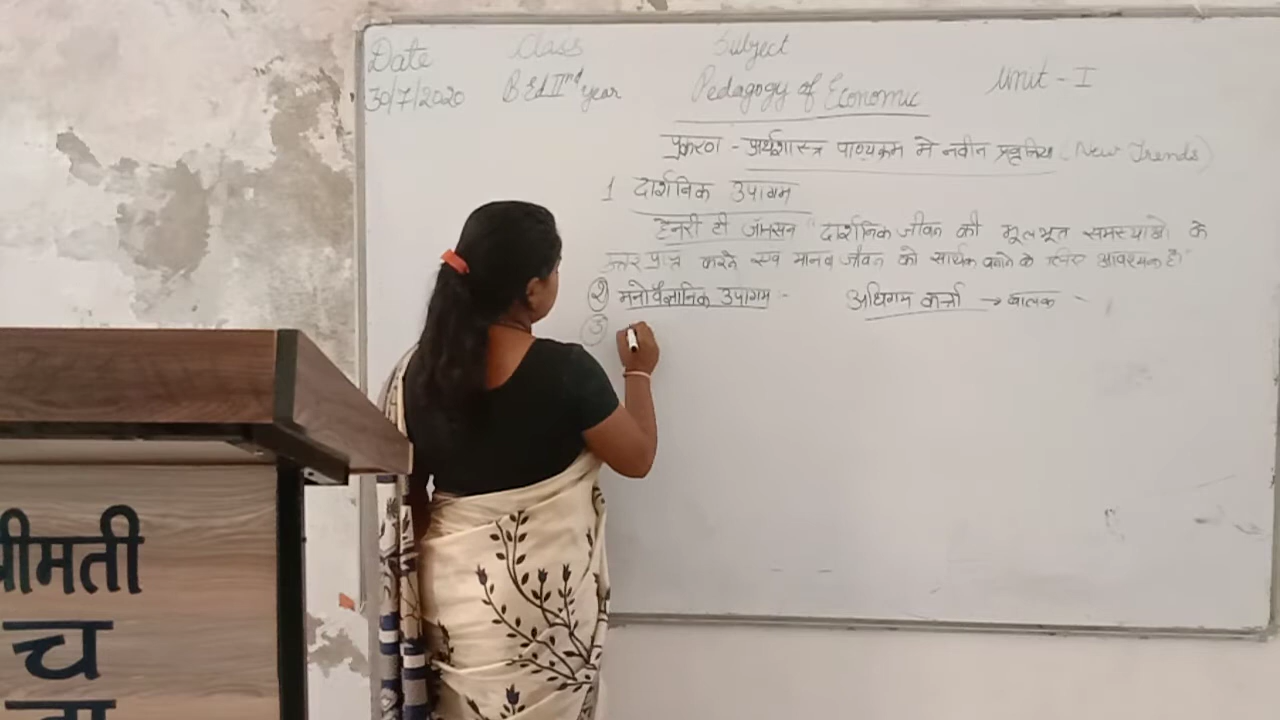 Date Class Subject Unit - I
30/7/2020 B Ed IInd year Pedagogy of Economic
प्रकरण - अर्थशास्त्र पाठ्यक्रम मे नवीन प्रवृत्तिया (New Trends)
1 दार्शनिक उपागम
हेनरी टी जॉनसन "दार्शनिक जीवन की मूलभूत समस्याओं के
उत्तर प्राप्त करने एवं मानव जीवन को सार्थक बनाने के लिए आवश्यक है।"
(२) मनोवैज्ञानिक उपागम :- अधिगम कर्त्ता → बालक -
(3)
श्रीमती
च